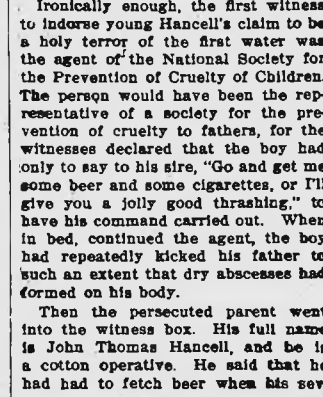 Ironically enough, the first witness
to indorse young Hancell's claim to be
a holy terror of the first water was
the agent of the National Society for
the Prevention of Cruelty of Children.
The person would have been the rep-
resentative of a society for the pre-
vention of cruelty to fathers, for the
witnesses declared that the boy had
only to say to his sire, "Go and get me
some beer and some cigarettes, or I'll
give you a jolly good thrashing," to
have his command carried out. When
in bed, continued the agent, the boy
had repeatedly kicked his father to
such an extent that dry abscesses had
formed on his body.
Then the persecuted parent went
into the witness box. His full name
is John Thomas Hancell, and he is
a cotton operative. He said that he
had had to fetch beer when his sev